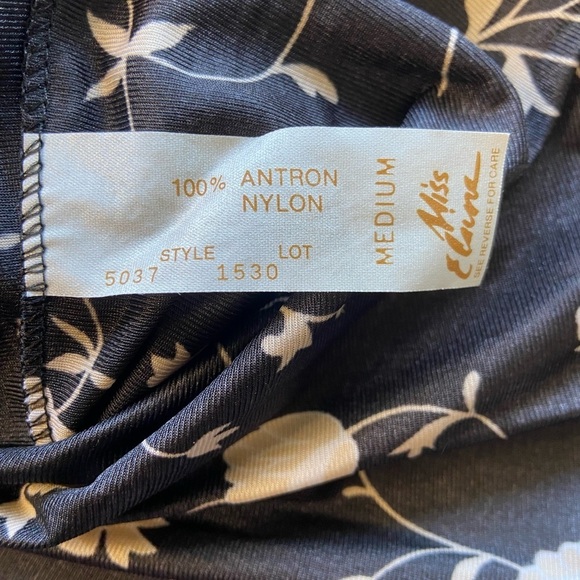 100% ANTRON
NYLON
STYLE LOT
5037 1530
MEDIUM
Miss
Elaine
SEE REVERSE FOR CARE